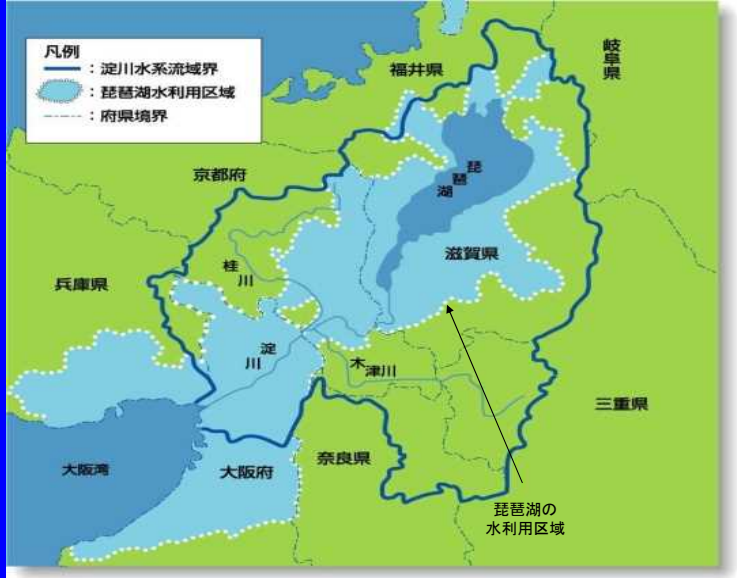 凡例
：淀川水系流域界
：琵琶湖水利用区域
：府県境界
福井県
岐阜県
京都府
琵琶湖
滋賀県
兵庫県
桂川
淀川
木津川
三重県
大阪湾
大阪府
奈良県
琵琶湖の
水利用区域